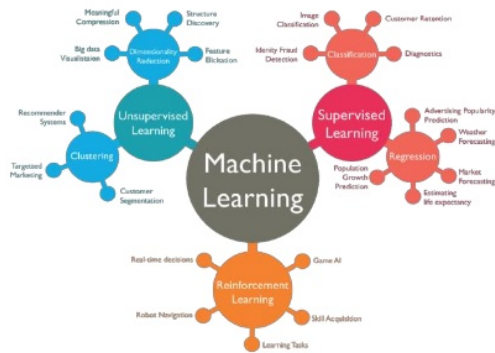 Meaningful
Compression
Structure
Discovery
Big data
Visualistaion
Dimensionality
Reduction
Feature
Elicitation
Recommender
Systems
Unsupervised
Learning
Targetted
Marketing
Clustering
Customer
Segmentation
Machine
Learning
Image
Classification
Customer Retention
Idenity Fraud
Detection
Classification
Diagnostics
Supervised
Learning
Advertising Popularity
Prediction
Weather
Forecasting
Population
Growth
Prediction
Regression
Market
Forecasting
Estimating
life expectancy
Real-time decisions
Game AI
Reinforcement
Learning
Robot Navigation
Skill Acquisition
Learning Tasks